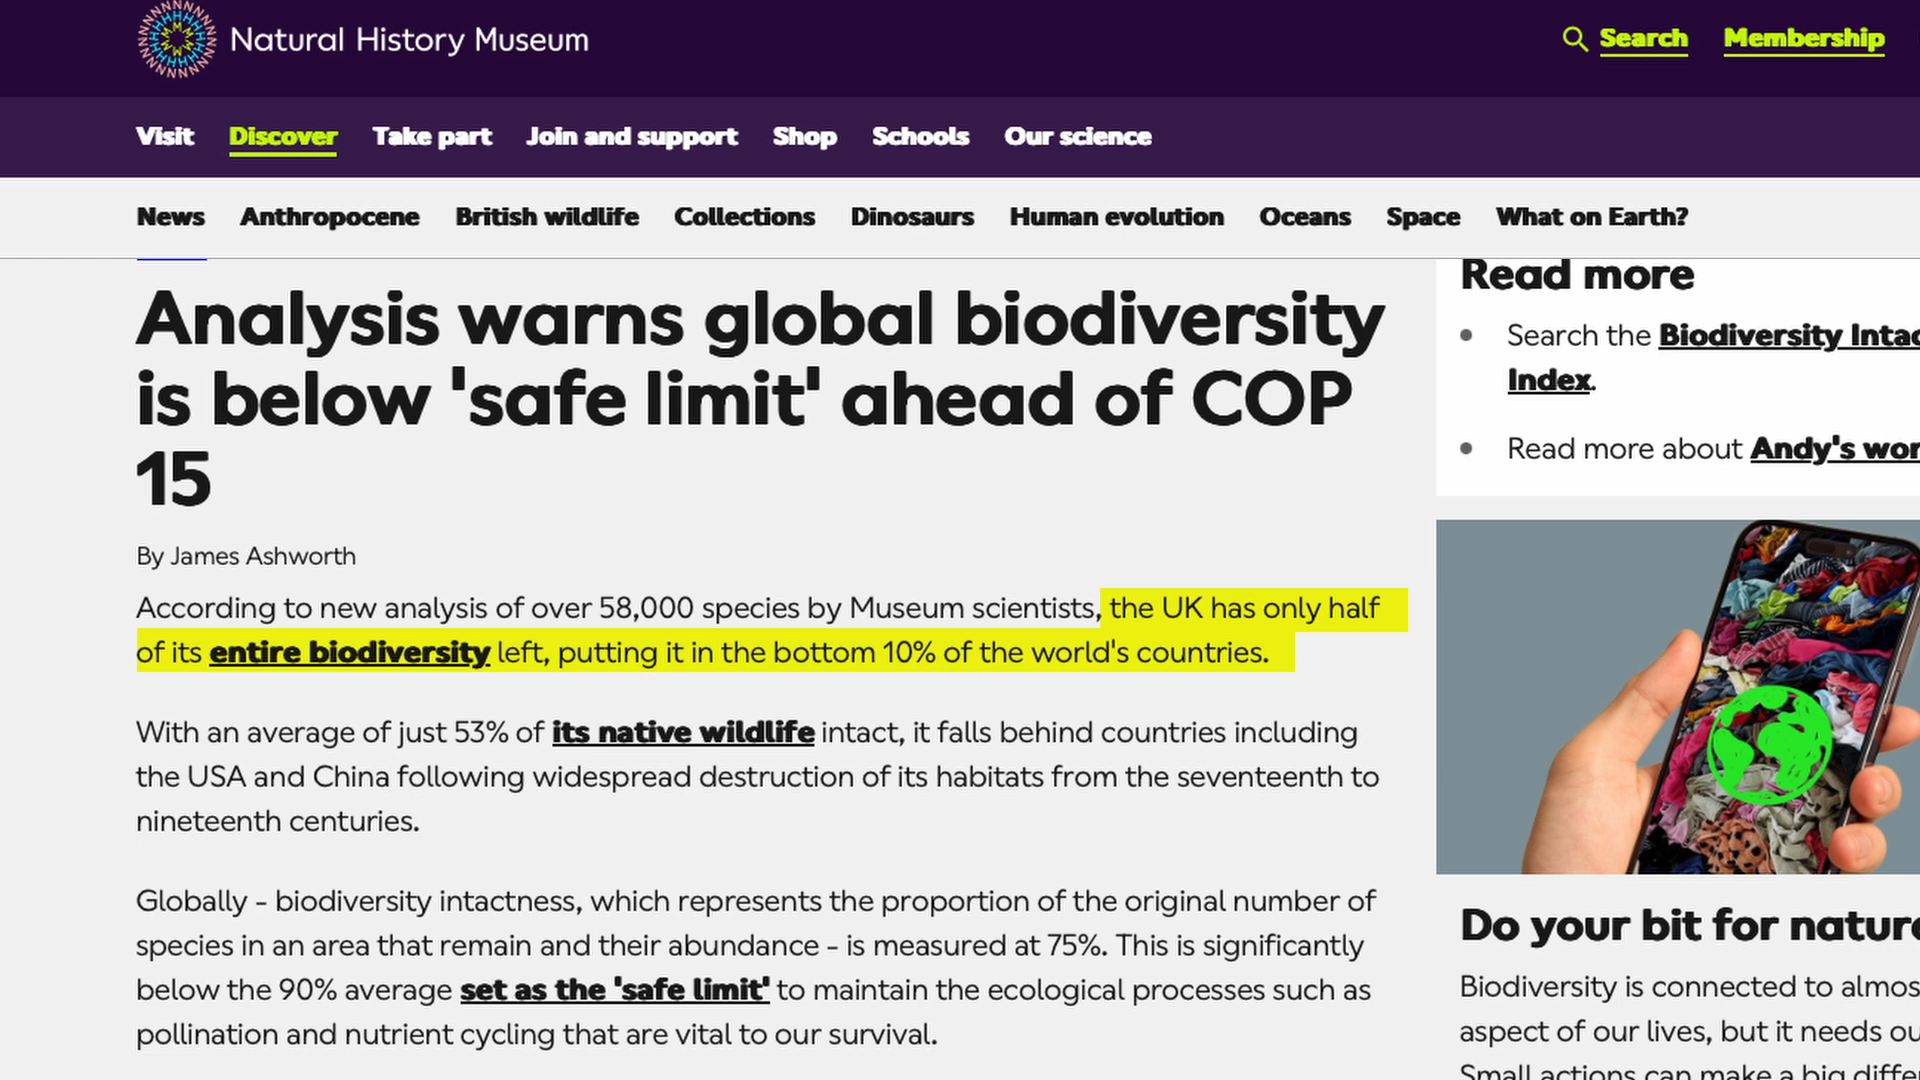 Natural History Museum
Search Membership
Visit Discover Take part Join and support Shop Schools Our science
News Anthropocene British wildlife Collections Dinosaurs Human evolution Oceans Space What on Earth?
Analysis warns global biodiversity
is below 'safe limit' ahead of COP
15
By James Ashworth
According to new analysis of over 58,000 species by Museum scientists, the UK has only half
of its entire biodiversity left, putting it in the bottom 10% of the world's countries.
With an average of just 53% of its native wildlife intact, it falls behind countries including
the USA and China following widespread destruction of its habitats from the seventeenth to
nineteenth centuries.
Globally - biodiversity intactness, which represents the proportion of the original number of
species in an area that remain and their abundance - is measured at 75%. This is significantly
below the 90% average set as the 'safe limit' to maintain the ecological processes such as
pollination and nutrient cycling that are vital to our survival.
Read more
Search the Biodiversity
Index.
Read more about Andy's
Do your bit for
Biodiversity is connected to
aspect of our lives, but it needs
Small actions can make a big